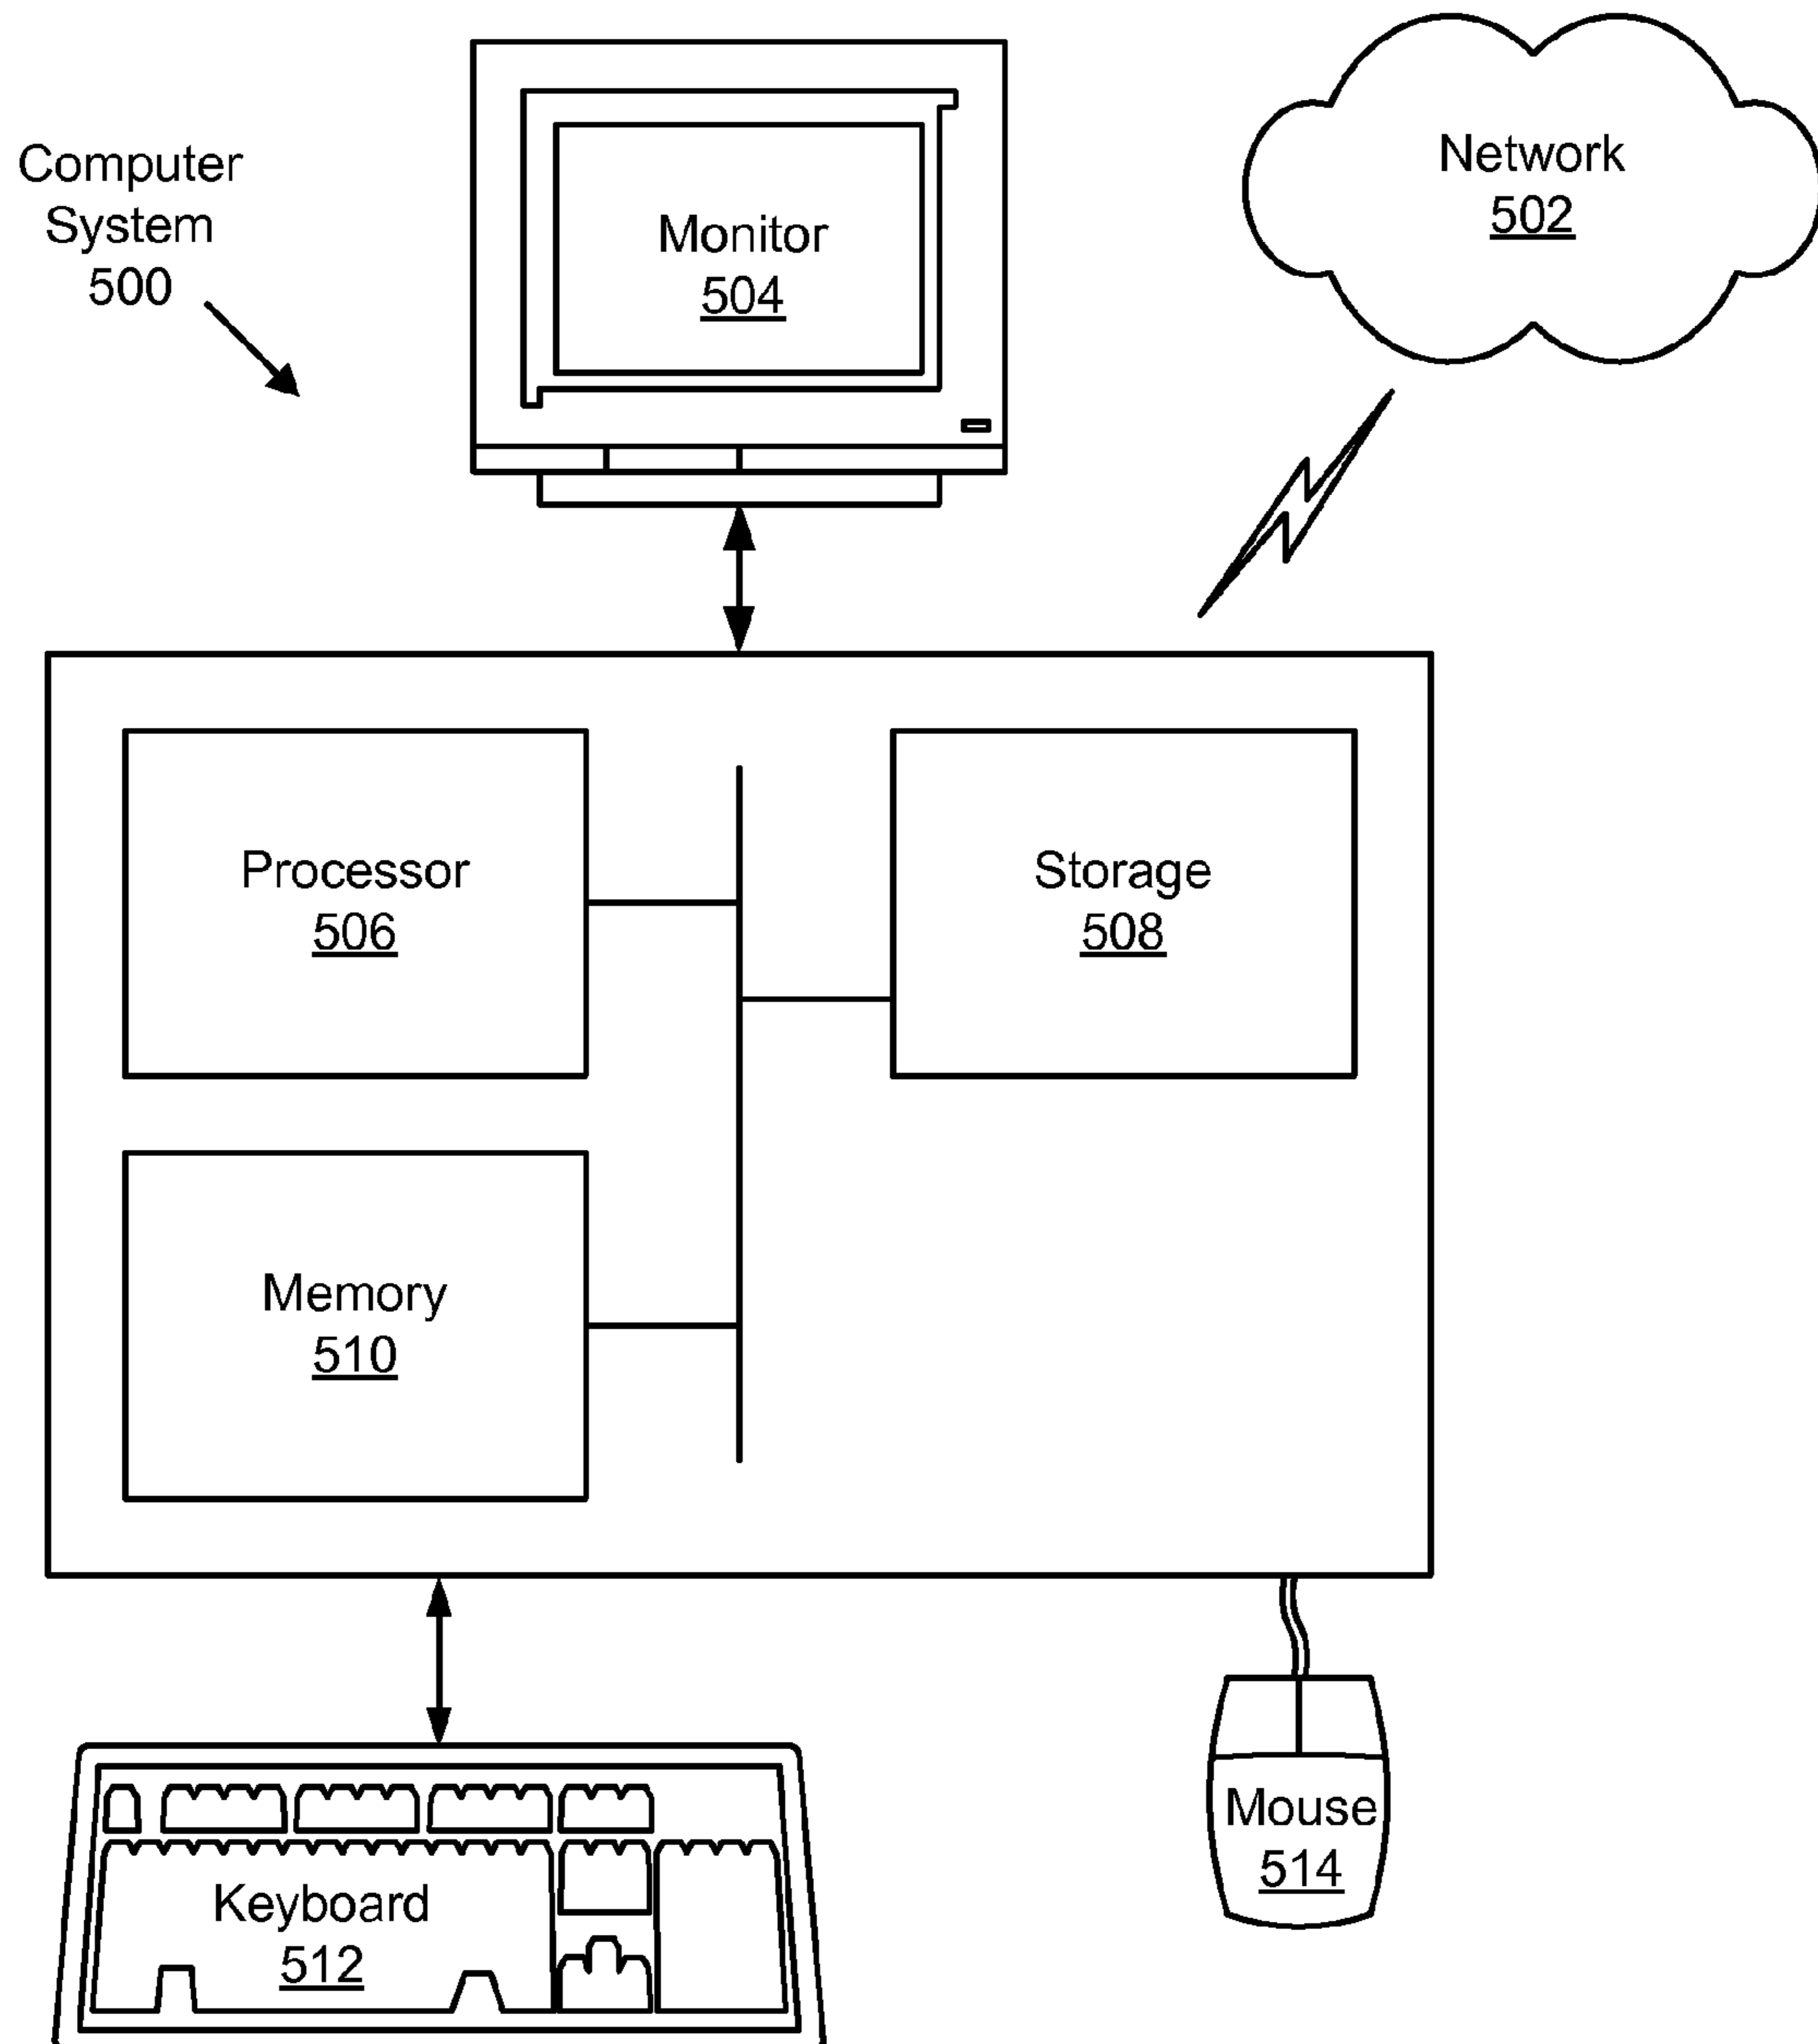 Computer
System
500
Monitor
504
Network
502
Processor
506
Storage
508
Memory
510
Keyboard
512
Mouse
514